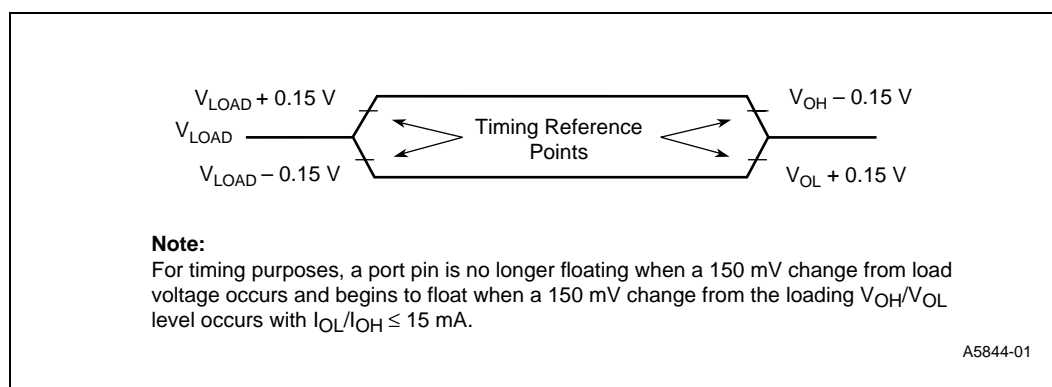 V_LOAD + 0.15 V
V_OH – 0.15 V
V_LOAD
Timing Reference
Points
V_LOAD – 0.15 V
V_OL + 0.15 V
Note:
For timing purposes, a port pin is no longer floating when a 150 mV change from load
voltage occurs and begins to float when a 150 mV change from the loading V_OH/V_OL
level occurs with I_OL/I_OH ≤ 15 mA.
A5844-01